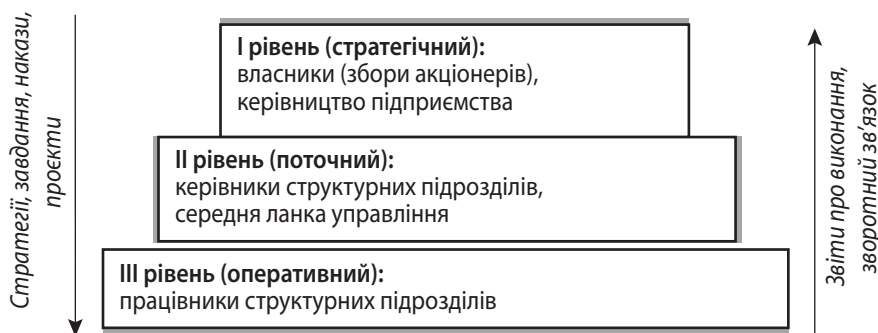 Стратегії, завдання, накази,
проєкти
І рівень (стратегічний):
власники (збори акціонерів),
керівництво підприємства
ІІ рівень (поточний):
керівники структурних підрозділів,
середня ланка управління
ІІІ рівень (оперативний):
працівники структурних підрозділів
Звіти про виконання,
зворотний зв’язок